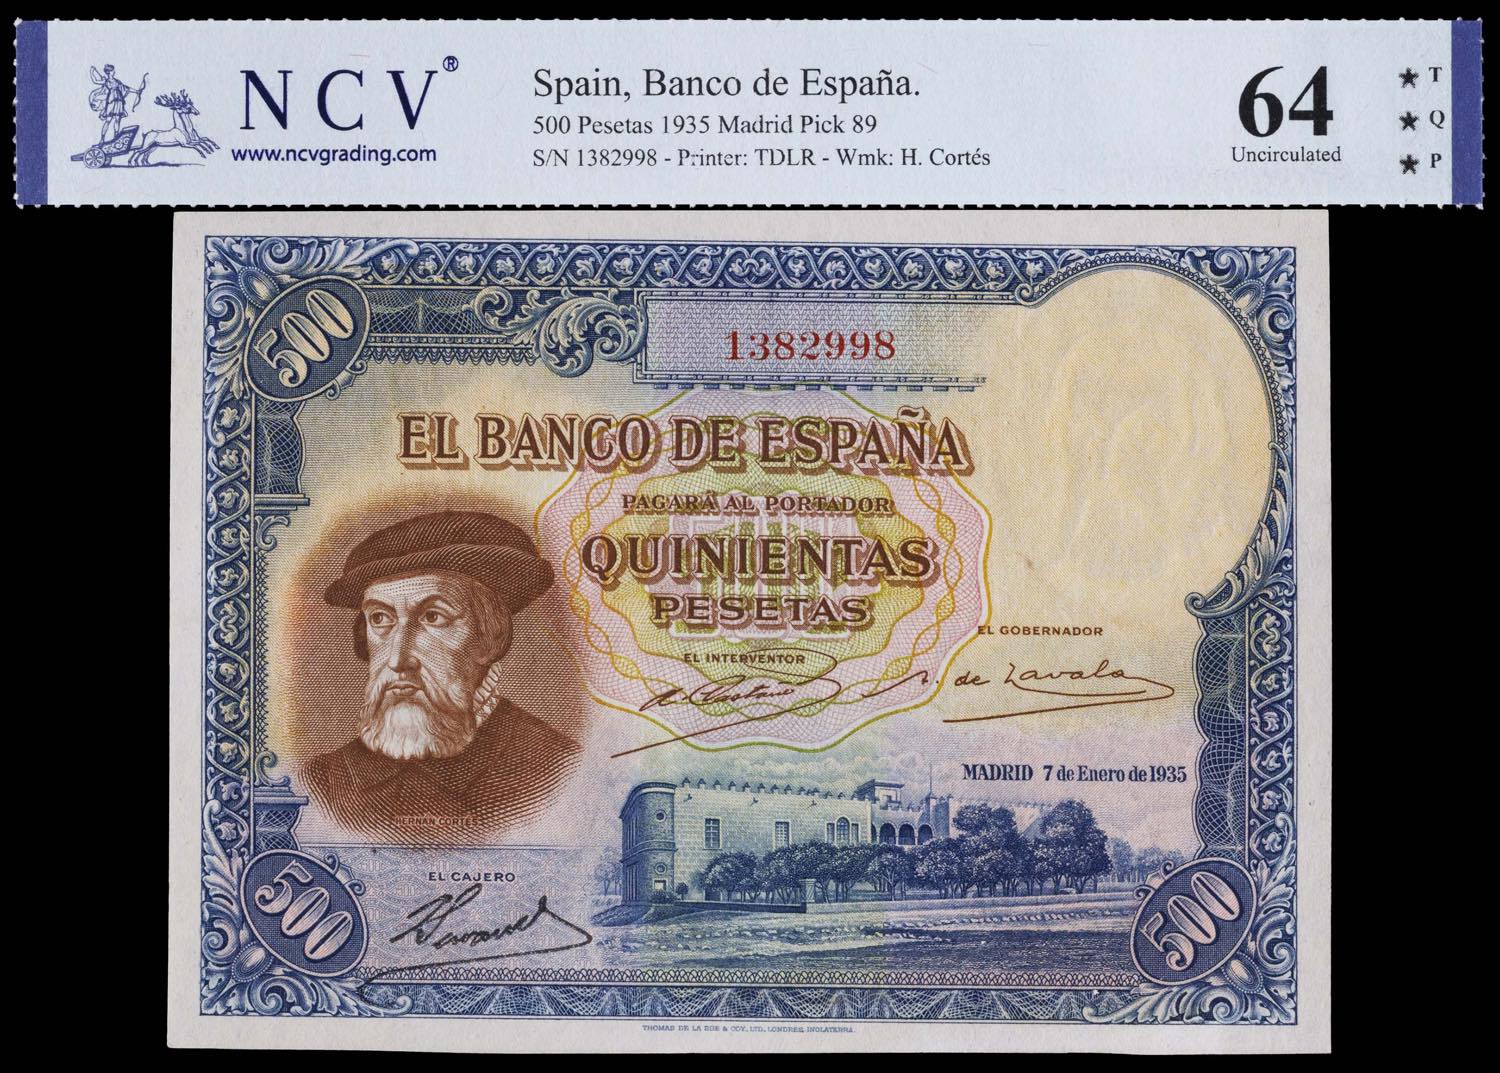 NCV®
www.ncvgrading.com
Spain, Banco de España.
500 Pesetas 1935 Madrid Pick 89
S/N 1382998 - Printer: TDLR - Wmk: H. Cortés
64
Uncirculated
★ T
★ Q
★ P
500
1382998
EL BANCO DE ESPAÑA
PAGARÁ AL PORTADOR
500
QUINIENTAS
PESETAS
EL INTERVENTOR
EL GOBERNADOR
A. de Zavala
MADRID 7 de Enero de 1935
HERNAN CORTES
EL CAJERO
500
500
THOMAS DE LA RUE & COY. LTD. LONDRES, INGLATERRA.